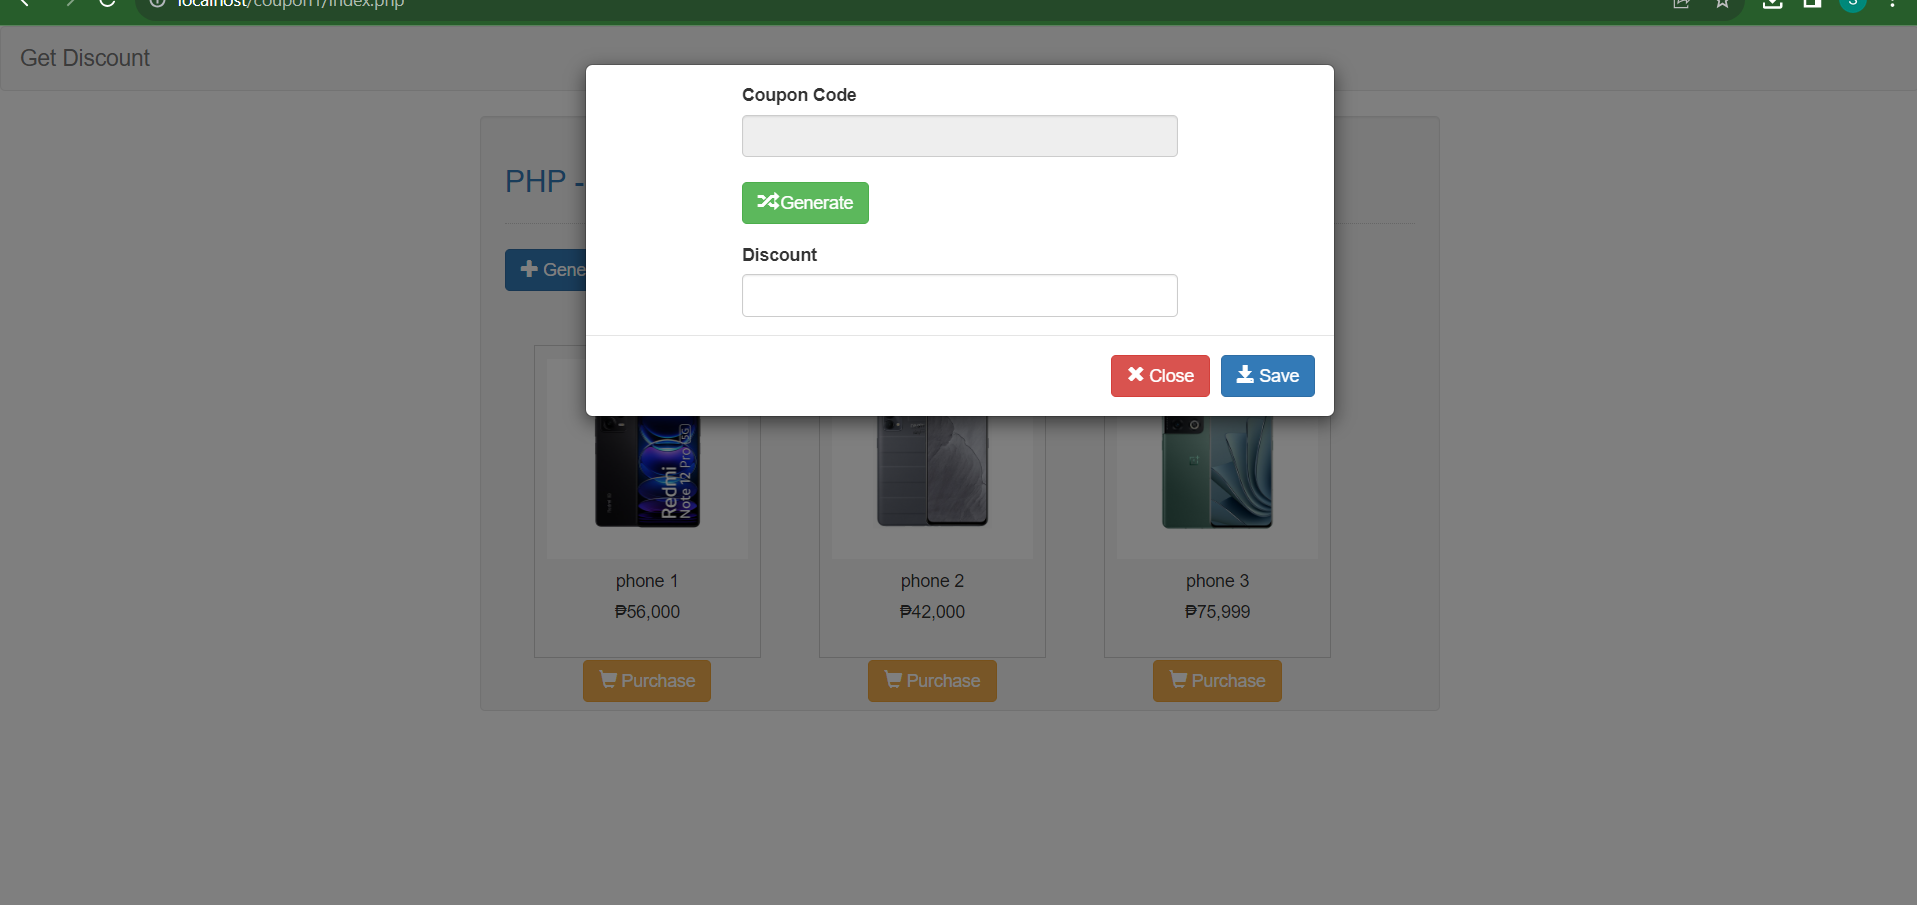 localhost/coupon1/index.php
S
Get Discount
Coupon Code
PHP -
Generate
Discount
Gene
Close
Save
Redmi
Note 12 Pro 5G
phone 1
phone 2
phone 3
₱56,000
₱42,000
₱75,999
Purchase
Purchase
Purchase